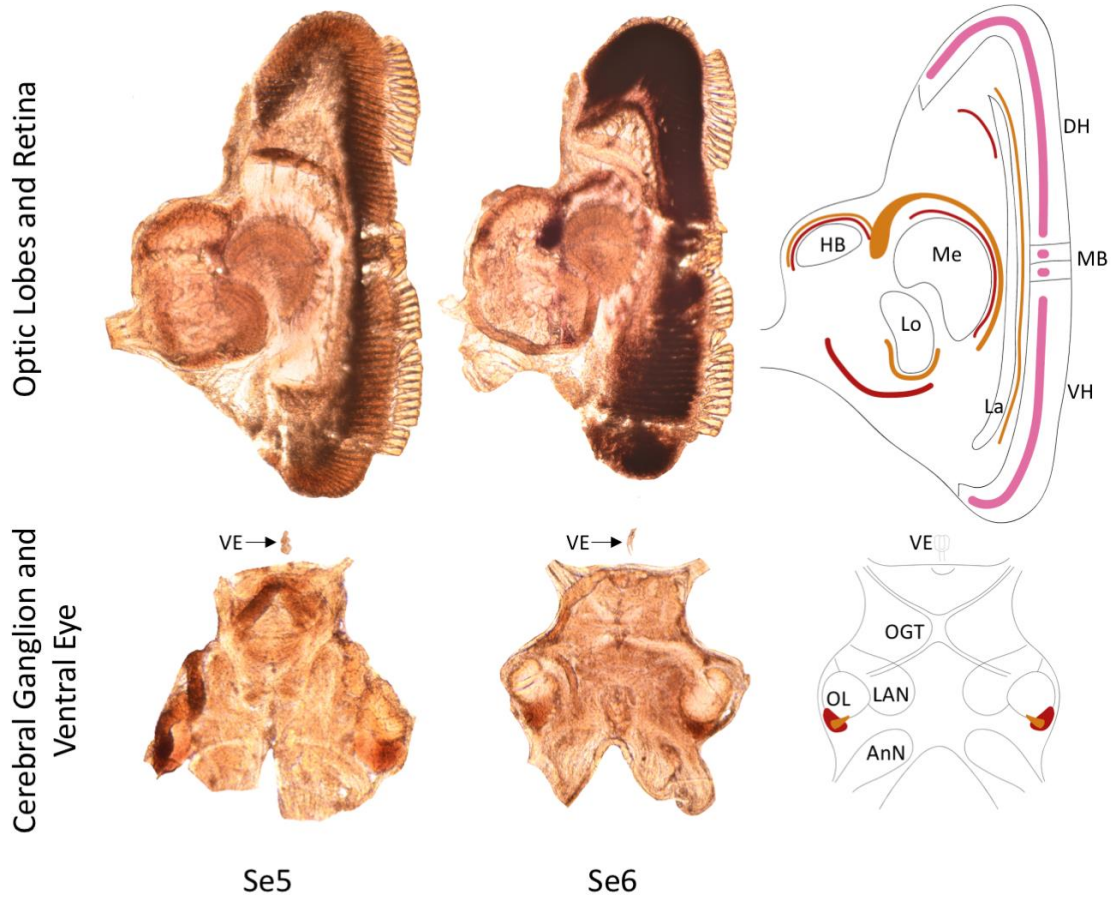 Optic Lobes and Retina
DH
HB
Me
MB
Lo
La
VH
Cerebral Ganglion and
Ventral Eye
VE
VE
VE
OGT
OL
LAN
AnN
Se5
Se6